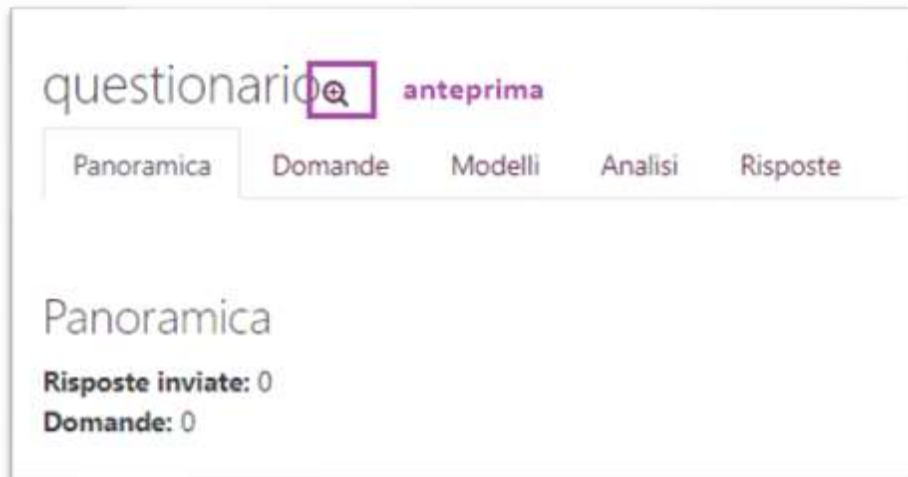 questionario anteprima
Panoramica Domande Modelli Analisi Risposte
Panoramica
Risposte inviate: 0
Domande: 0